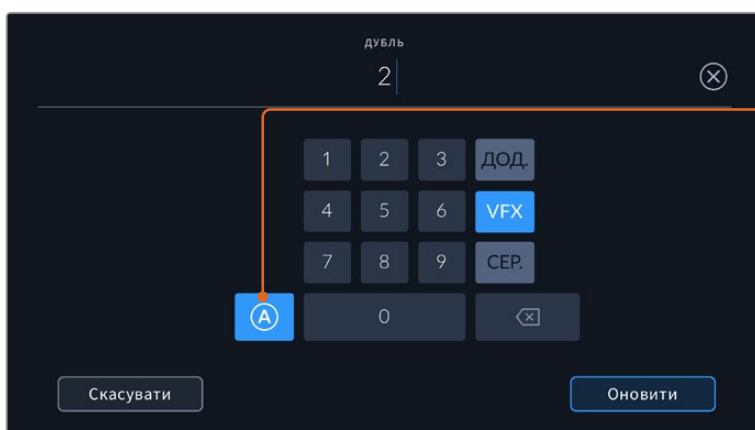 ДУБЛЬ
2
1 2 3 ДОД.
4 5 6 VFX
7 8 9 СЕР.
A 0
Скасувати Оновити